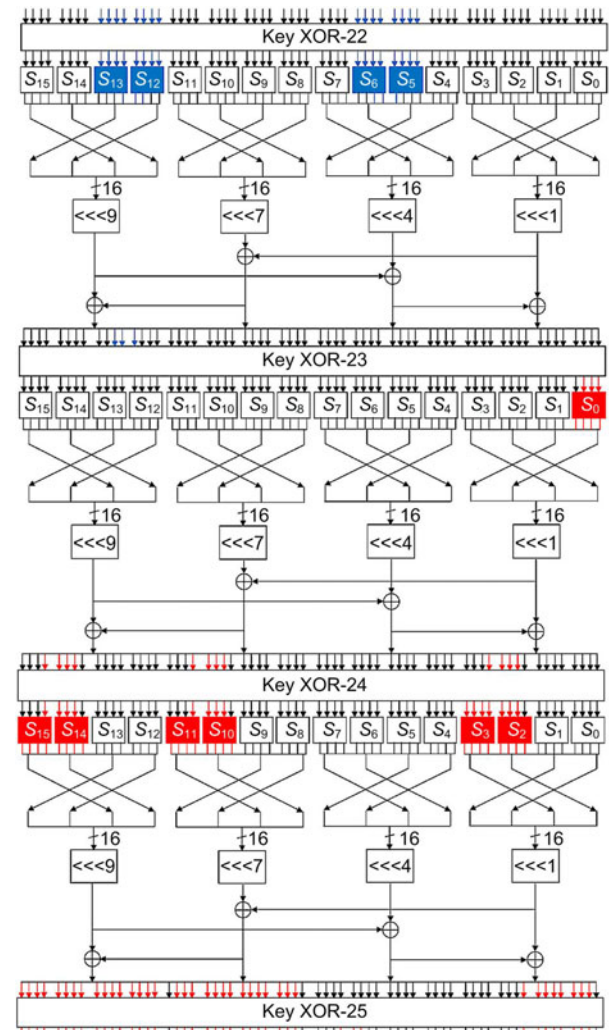 Key XOR-22
S15 S14 S13 S12 S11 S10 S9 S8 S7 S6 S5 S4 S3 S2 S1 S0
16 16 16 16
<<<9 <<<7 <<<4 <<<1
Key XOR-23
S15 S14 S13 S12 S11 S10 S9 S8 S7 S6 S5 S4 S3 S2 S1 S0
16 16 16 16
<<<9 <<<7 <<<4 <<<1
Key XOR-24
S15 S14 S13 S12 S11 S10 S9 S8 S7 S6 S5 S4 S3 S2 S1 S0
16 16 16 16
<<<9 <<<7 <<<4 <<<1
Key XOR-25